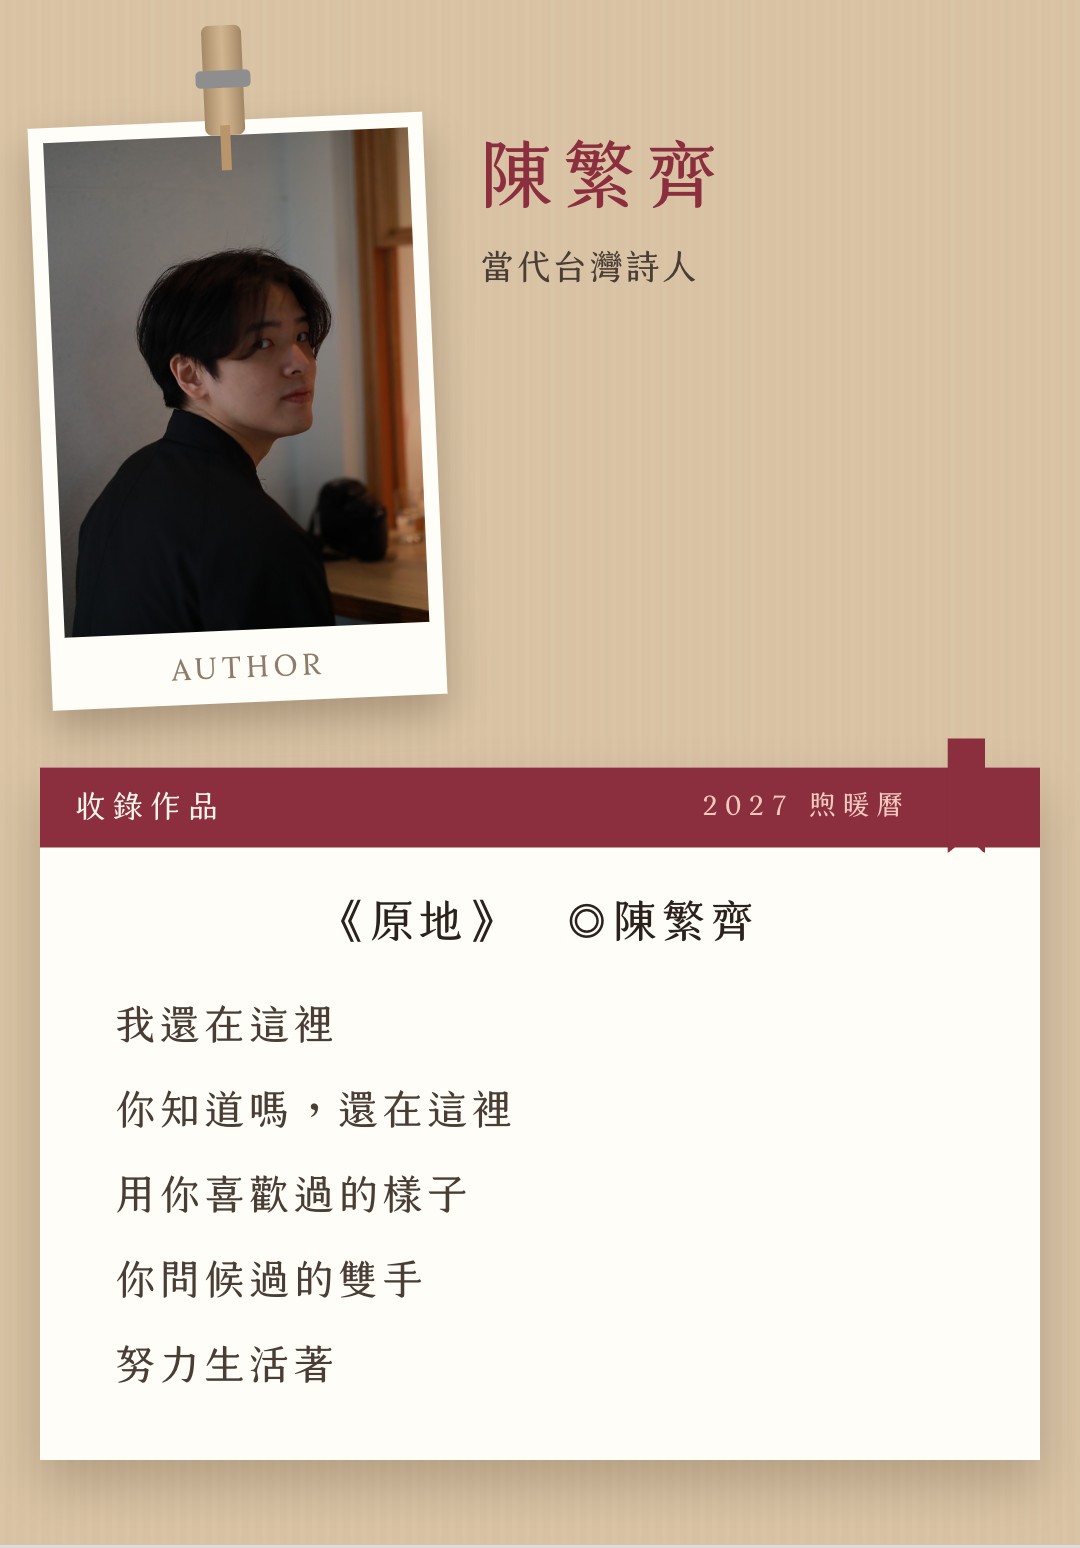 陳繁齊
當代台灣詩人
AUTHOR
收錄作品
2027 煦暖曆
《原地》 ◎陳繁齊
我還在這裡
你知道嗎，還在這裡
用你喜歡過的樣子
你問候過的雙手
努力生活著